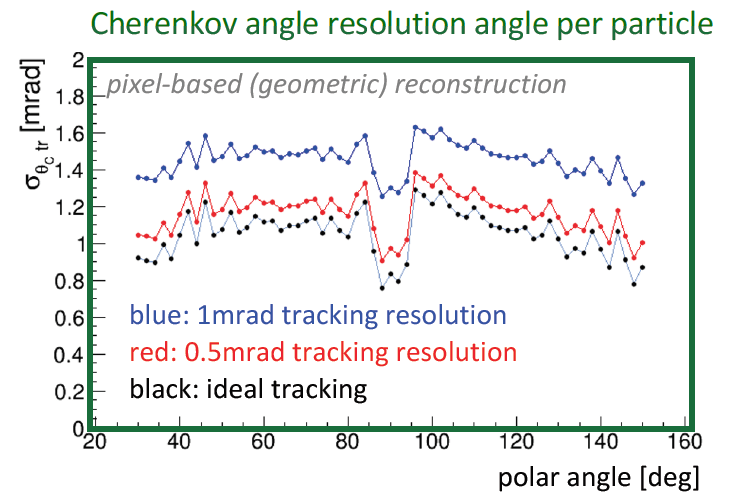 Cherenkov angle resolution angle per particle
σθc tr [mrad]
pixel-based (geometric) reconstruction
2
1.8
1.6
1.4
1.2
1
0.8
0.6
0.4
0.2
0
blue: 1mrad tracking resolution
red: 0.5mrad tracking resolution
black: ideal tracking
20 40 60 80 100 120 140 160
polar angle [deg]